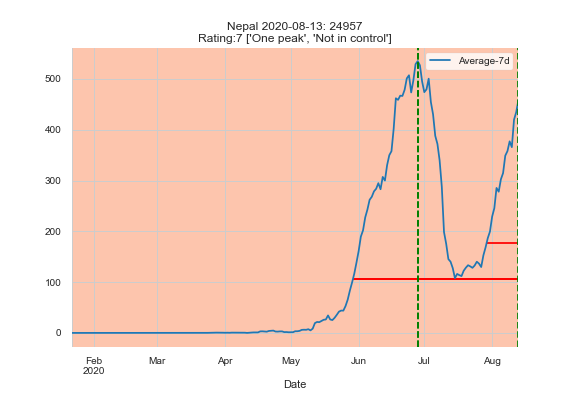 Nepal 2020-08-13: 24957
Rating:7 ['One peak', 'Not in control']
Average-7d
500
400
300
200
100
0
Feb
2020
Mar
Apr
May
Jun
Jul
Aug
Date